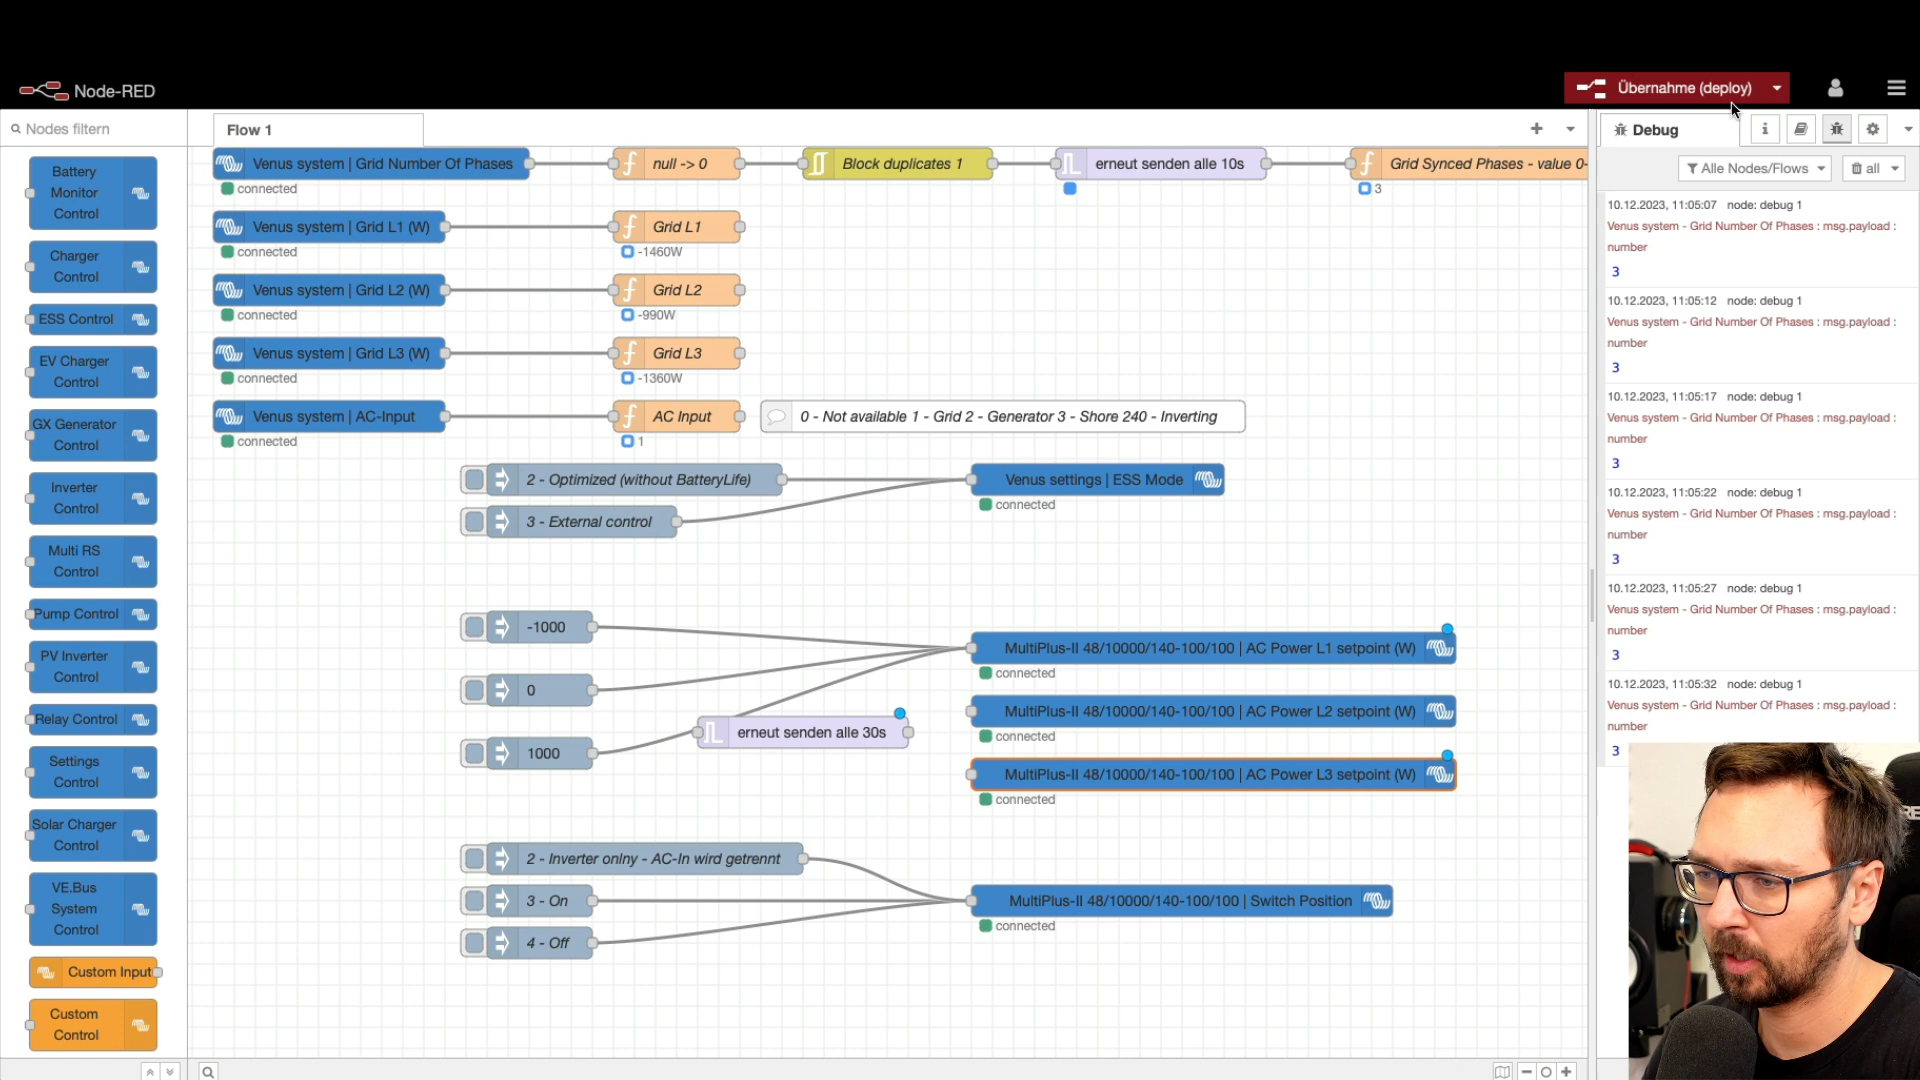 Node-RED
Übernahme (deploy)
Nodes filtern
Flow 1
Debug
i
Alle Nodes/Flows
all
Battery
Monitor
Control
Charger
Control
ESS Control
EV Charger
Control
GX Generator
Control
Inverter
Control
Multi RS
Control
Pump Control
PV Inverter
Control
Relay Control
Settings
Control
Solar Charger
Control
VE.Bus
System
Control
Custom Input
Custom
Control
Venus system | Grid Number Of Phases
connected
null -> 0
Block duplicates 1
erneut senden alle 10s
Grid Synced Phases - value 0-
3
Venus system | Grid L1 (W)
connected
Grid L1
-1460W
Venus system | Grid L2 (W)
connected
Grid L2
-990W
Venus system | Grid L3 (W)
connected
Grid L3
-1360W
Venus system | AC-Input
connected
AC Input
1
0 - Not available 1 - Grid 2 - Generator 3 - Shore 240 - Inverting
2 - Optimized (without BatteryLife)
3 - External control
Venus settings | ESS Mode
connected
-1000
0
1000
erneut senden alle 30s
MultiPlus-II 48/10000/140-100/100 | AC Power L1 setpoint (W)
connected
MultiPlus-II 48/10000/140-100/100 | AC Power L2 setpoint (W)
connected
MultiPlus-II 48/10000/140-100/100 | AC Power L3 setpoint (W)
connected
2 - Inverter onlny - AC-In wird getrennt
3 - On
4 - Off
MultiPlus-II 48/10000/140-100/100 | Switch Position
connected
10.12.2023, 11:05:07 node: debug 1
Venus system - Grid Number Of Phases : msg.payload :
number
3
10.12.2023, 11:05:12 node: debug 1
Venus system - Grid Number Of Phases : msg.payload :
number
3
10.12.2023, 11:05:17 node: debug 1
Venus system - Grid Number Of Phases : msg.payload :
number
3
10.12.2023, 11:05:22 node: debug 1
Venus system - Grid Number Of Phases : msg.payload :
number
3
10.12.2023, 11:05:27 node: debug 1
Venus system - Grid Number Of Phases : msg.payload :
number
3
10.12.2023, 11:05:32 node: debug 1
Venus system - Grid Number Of Phases : msg.payload :
number
3